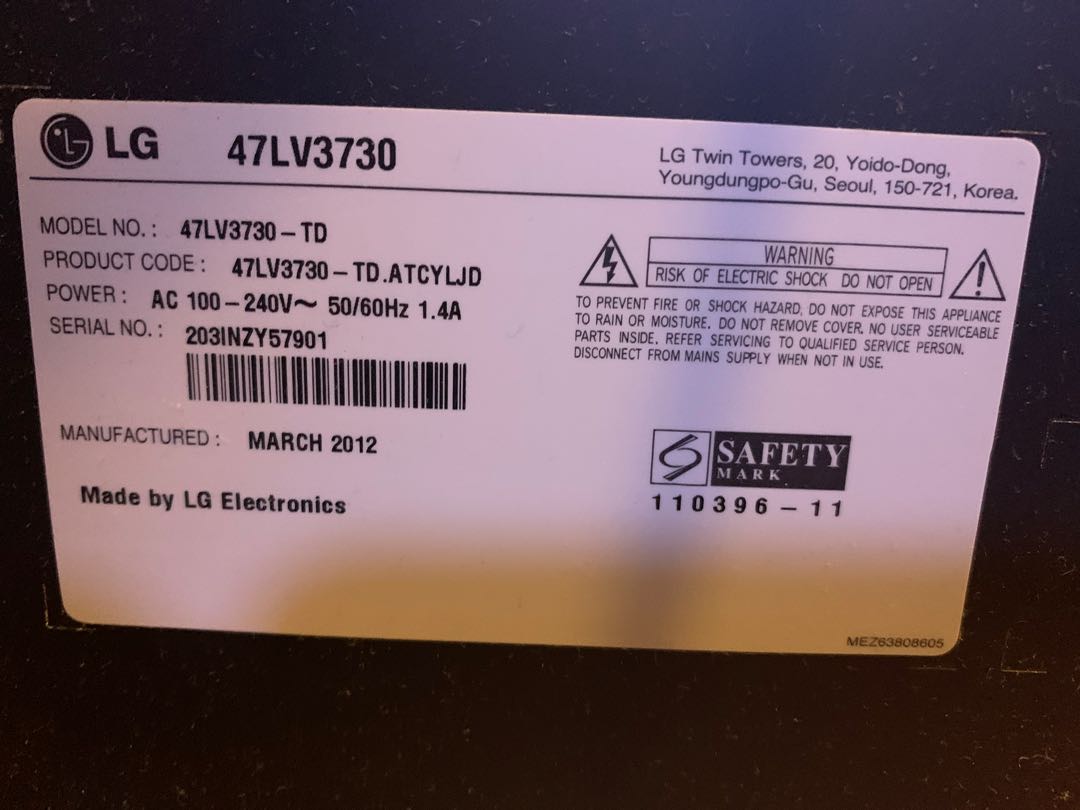 LG 47LV3730
LG Twin Towers, 20, Yoido-Dong,
Youngdungpo-Gu, Seoul, 150-721, Korea.
MODEL NO. : 47LV3730-TD
PRODUCT CODE : 47LV3730-TD.ATCYLJD
POWER : AC 100-240V~ 50/60Hz 1.4A
SERIAL NO. : 203INZY57901
MANUFACTURED : MARCH 2012
Made by LG Electronics
WARNING
RISK OF ELECTRIC SHOCK DO NOT OPEN
TO PREVENT FIRE OR SHOCK HAZARD, DO NOT EXPOSE THIS APPLIANCE
TO RAIN OR MOISTURE. DO NOT REMOVE COVER. NO USER SERVICEABLE
PARTS INSIDE. REFER SERVICING TO QUALIFIED SERVICE PERSON.
DISCONNECT FROM MAINS SUPPLY WHEN NOT IN USE.
SAFETY
MARK
110396-11
MEZ63808605